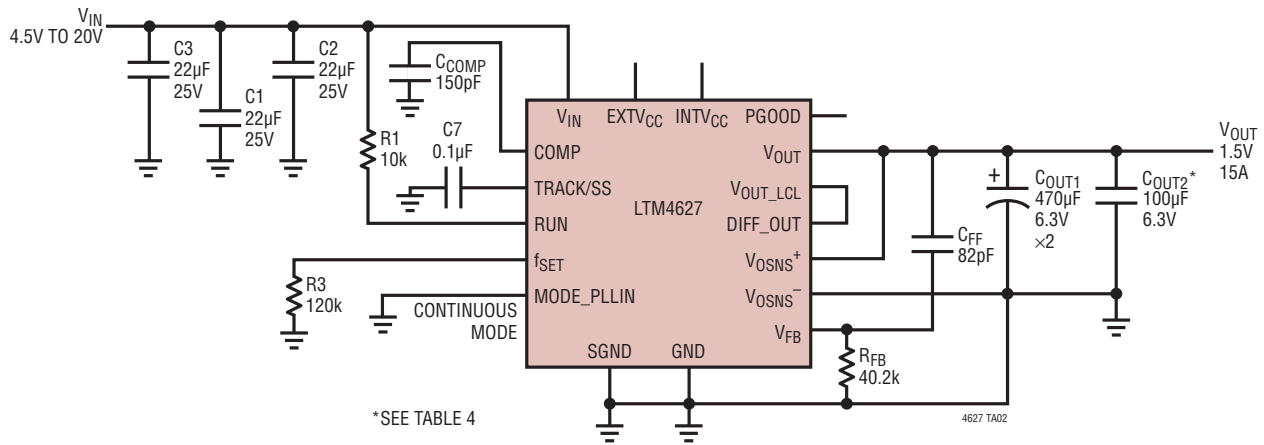 VIN
4.5V TO 20V
C3
22µF
25V
C1
22µF
25V
C2
22µF
25V
R1
10k
CCOMP
150pF
C7
0.1µF
VIN
EXTVCC
INTVCC
PGOOD
COMP
VOUT
TRACK/SS
VOUT_LCL
LTM4627
RUN
DIFF_OUT
fSET
VOSNS+
MODE_PLLIN
VOSNS–
VFB
SGND
GND
R3
120k
CONTINUOUS
MODE
CFF
82pF
RFB
40.2k
+
COUT1
470µF
6.3V
×2
COUT2*
100µF
6.3V
VOUT
1.5V
15A
*SEE TABLE 4
4627 TA02